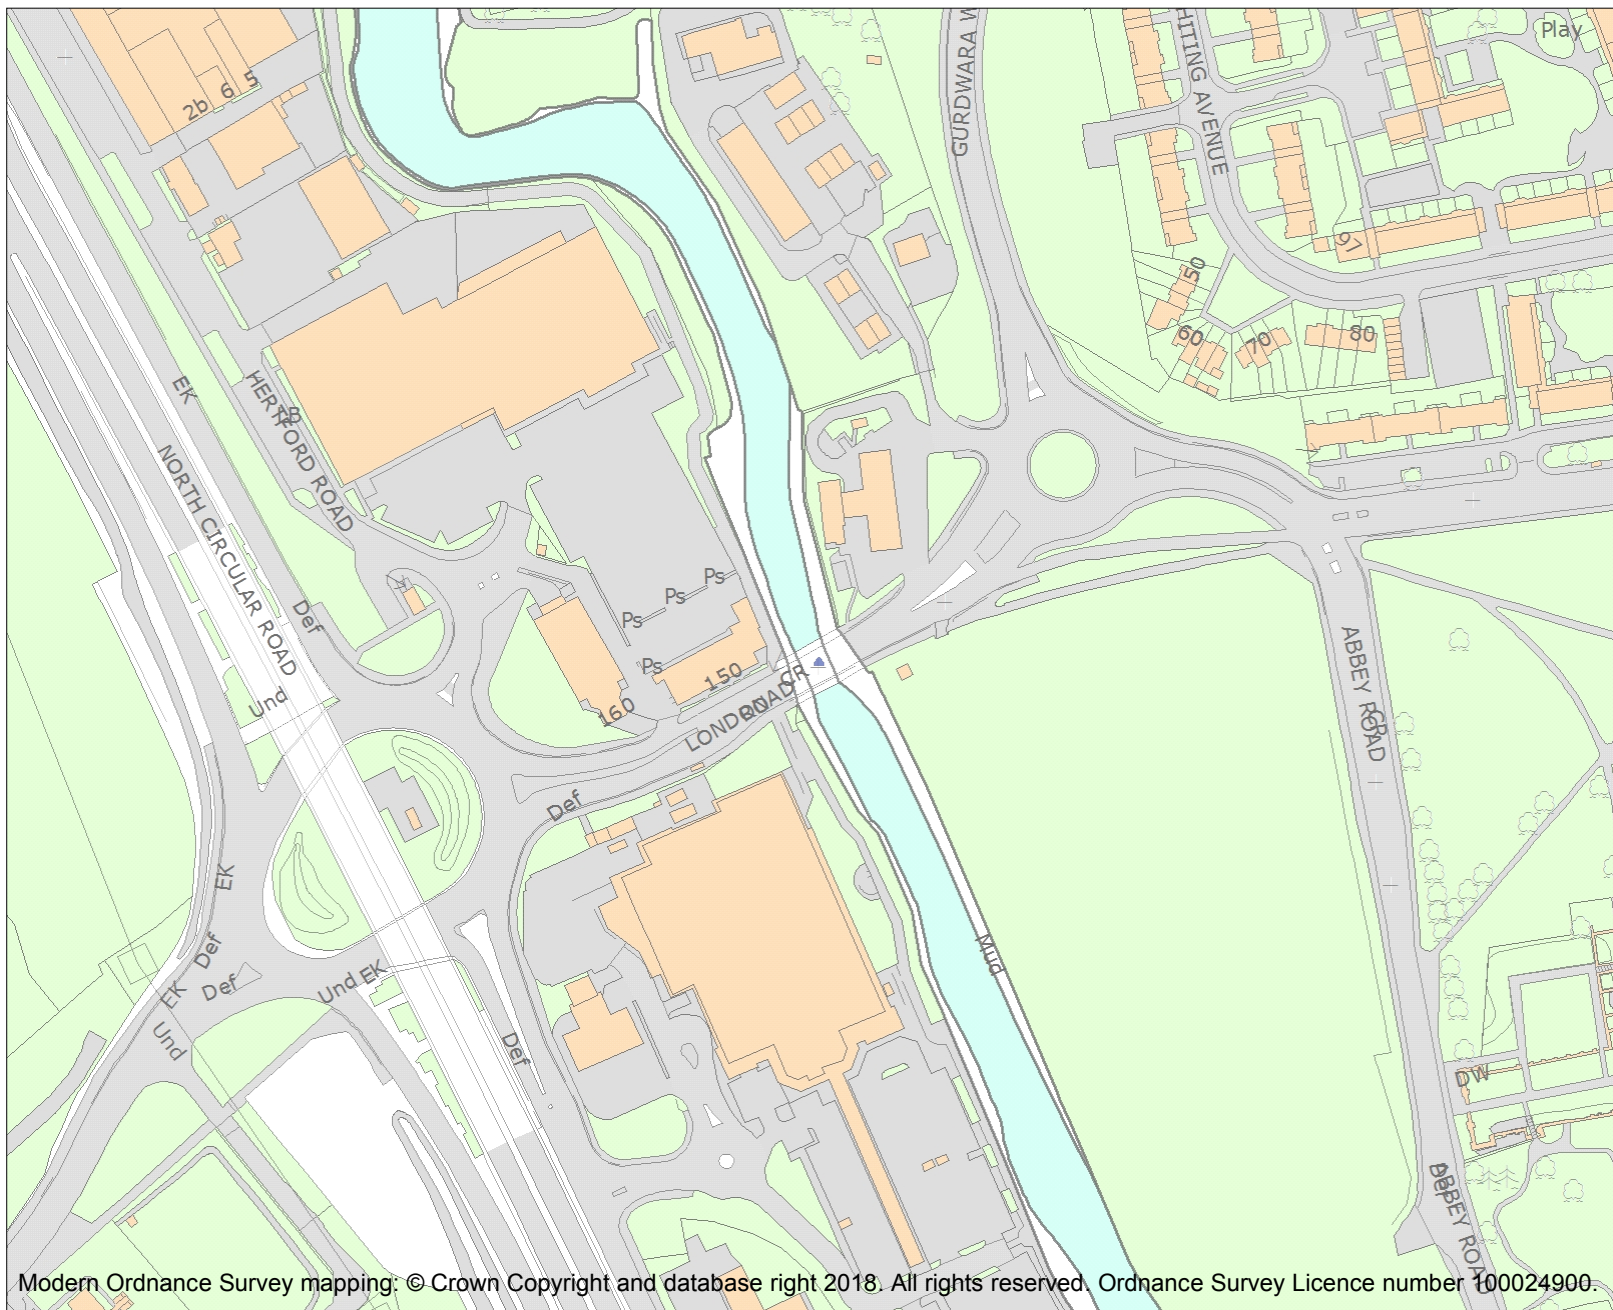 Play
2b 6 5
GURDWARA W
HITING AVENUE
97
50
60
70
80
EK
HERTFORD ROAD
NORTH CIRCULAR ROAD
Def
Und
Ps
Ps
Ps
Ps
150
160
CR
LONDON ROAD
Def
ABBEY ROAD
CR
EK
Def
Def
EK
Und
Und EK
Def
Mud
DW
Def
ABBEY ROA
Modern Ordnance Survey mapping: © Crown Copyright and database right 2018. All rights reserved. Ordnance Survey Licence number 100024900.